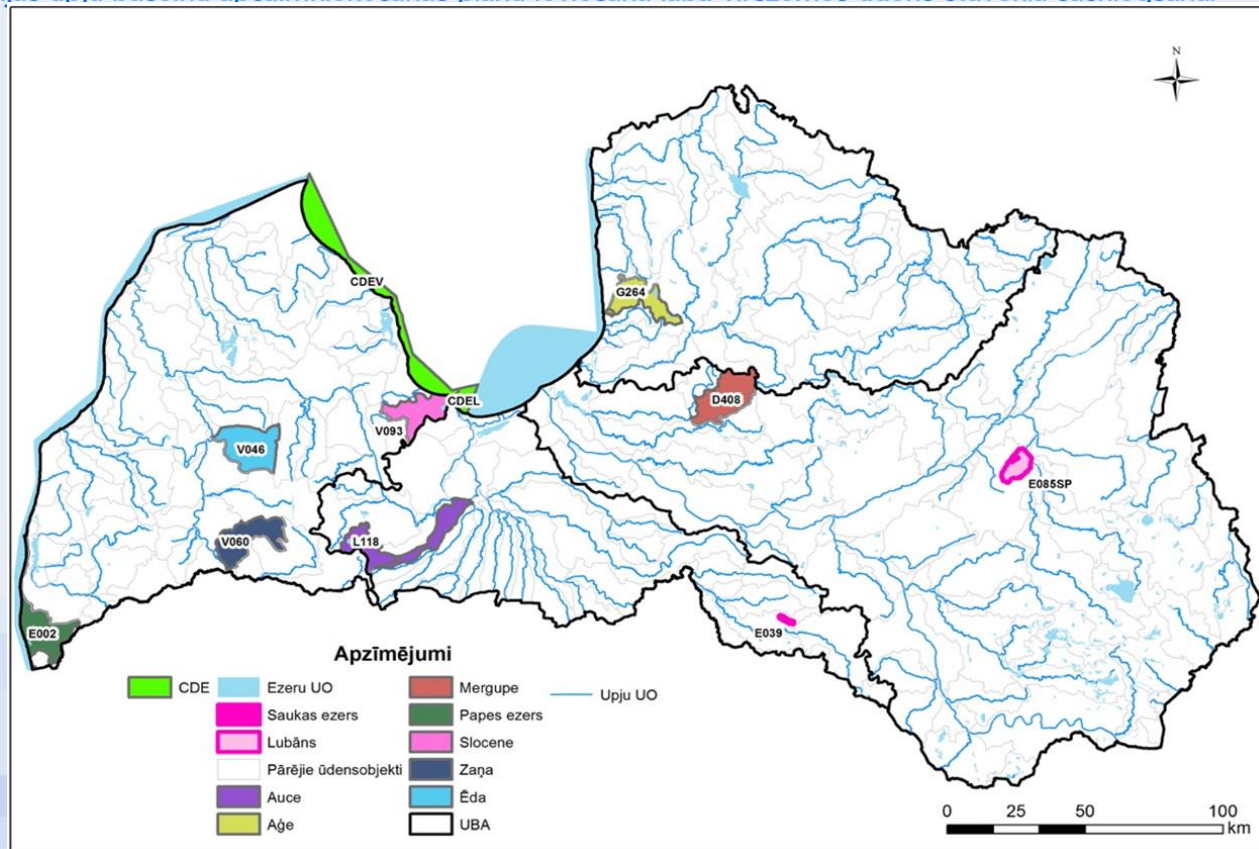 N
CDEV
G264
CDEL
D408
V093
V046
E085SP
V060
L118
E002
E039
Apzīmējumi
CDE
Ezeru UO
Mergupe
Upju UO
Saukas ezers
Papes ezers
Lubāns
Slocene
Pārējie ūdensobjekti
Zaņa
Auce
Ēda
Aģe
UBA
0 25 50 100
km